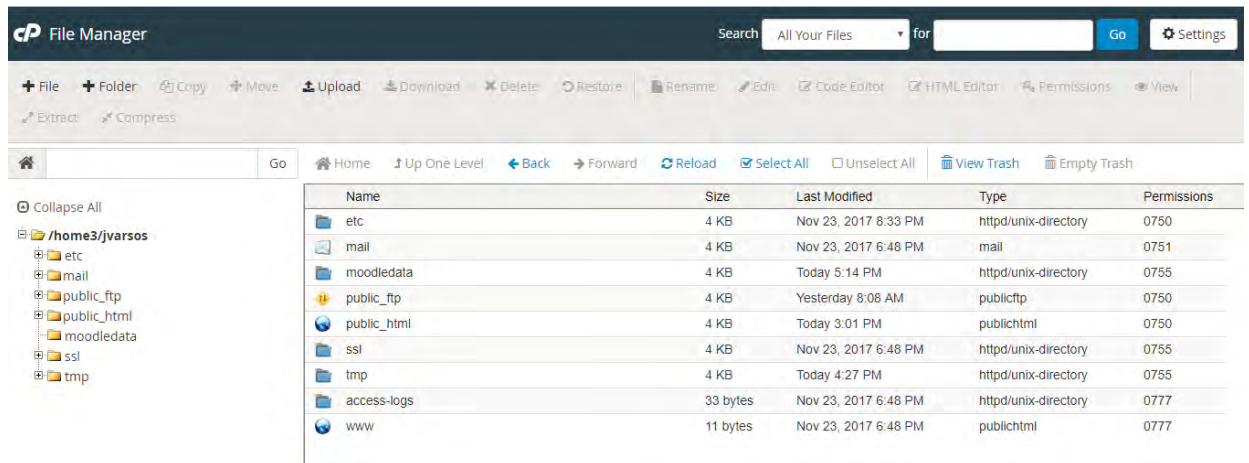 cP File Manager Search All Your Files for Go Settings
File Folder Copy Move Upload Download Delete Restore Rename Edit Code Editor HTML Editor Permissions View
Extract Compress
Go Home Up One Level Back Forward Reload Select All Unselect All View Trash Empty Trash
Collapse All
/home3/jvarsos
etc
mail
public_ftp
public_html
moodledata
ssl
tmp
Name Size Last Modified Type Permissions
etc 4 KB Nov 23, 2017 8:33 PM httpd/unix-directory 0750
mail 4 KB Nov 23, 2017 6:48 PM mail 0751
moodledata 4 KB Today 5:14 PM httpd/unix-directory 0755
public_ftp 4 KB Yesterday 8:08 AM publicftp 0750
public_html 4 KB Today 3:01 PM publichtml 0750
ssl 4 KB Nov 23, 2017 6:48 PM httpd/unix-directory 0755
tmp 4 KB Today 4:27 PM httpd/unix-directory 0755
access-logs 33 bytes Nov 23, 2017 6:48 PM httpd/unix-directory 0777
www 11 bytes Nov 23, 2017 6:48 PM publichtml 0777